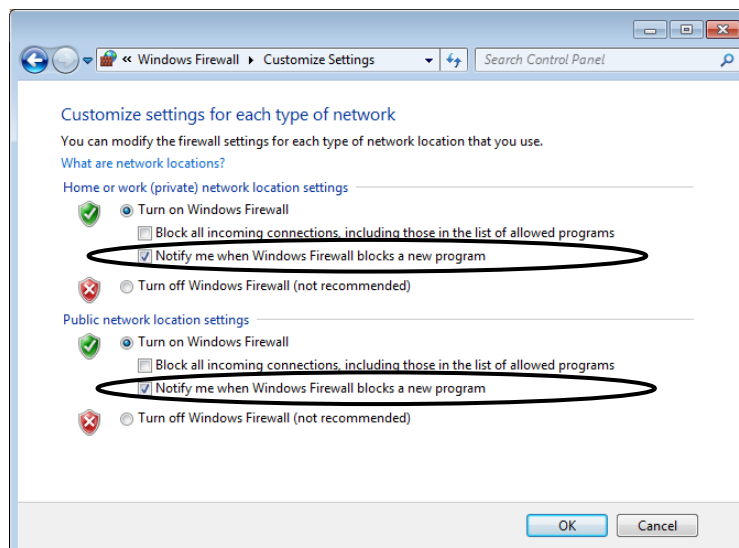 « Windows Firewall ▸ Customize Settings
Search Control Panel
Customize settings for each type of network
You can modify the firewall settings for each type of network location that you use.
What are network locations?
Home or work (private) network location settings
Turn on Windows Firewall
Block all incoming connections, including those in the list of allowed programs
Notify me when Windows Firewall blocks a new program
Turn off Windows Firewall (not recommended)
Public network location settings
Turn on Windows Firewall
Block all incoming connections, including those in the list of allowed programs
Notify me when Windows Firewall blocks a new program
Turn off Windows Firewall (not recommended)
OK
Cancel